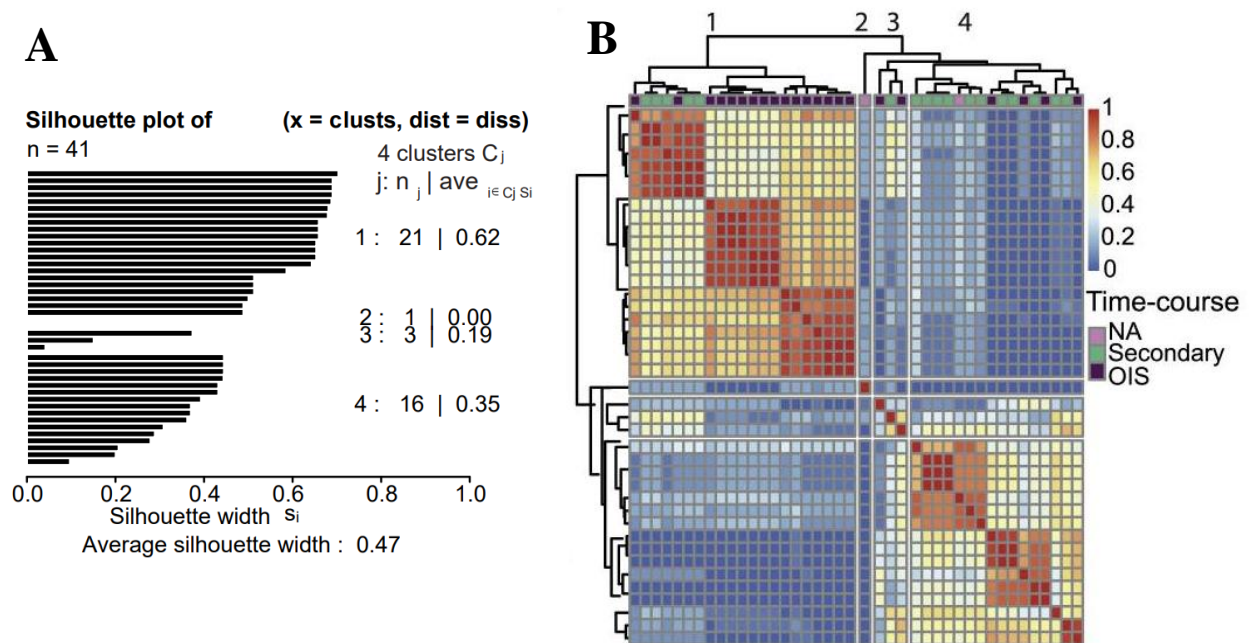 A
Silhouette plot of (x = clusts, dist = diss)
n = 41
4 clusters Cj
j: nj | ave i∈Cj Si
1 : 21 | 0.62
2 : 1 | 0.00
3 : 3 | 0.19
4 : 16 | 0.35
0.0 0.2 0.4 0.6 0.8 1.0
Silhouette width si
Average silhouette width : 0.47
B
1 2 3 4
1
0.8
0.6
0.4
0.2
0
Time-course
NA
Secondary
OIS